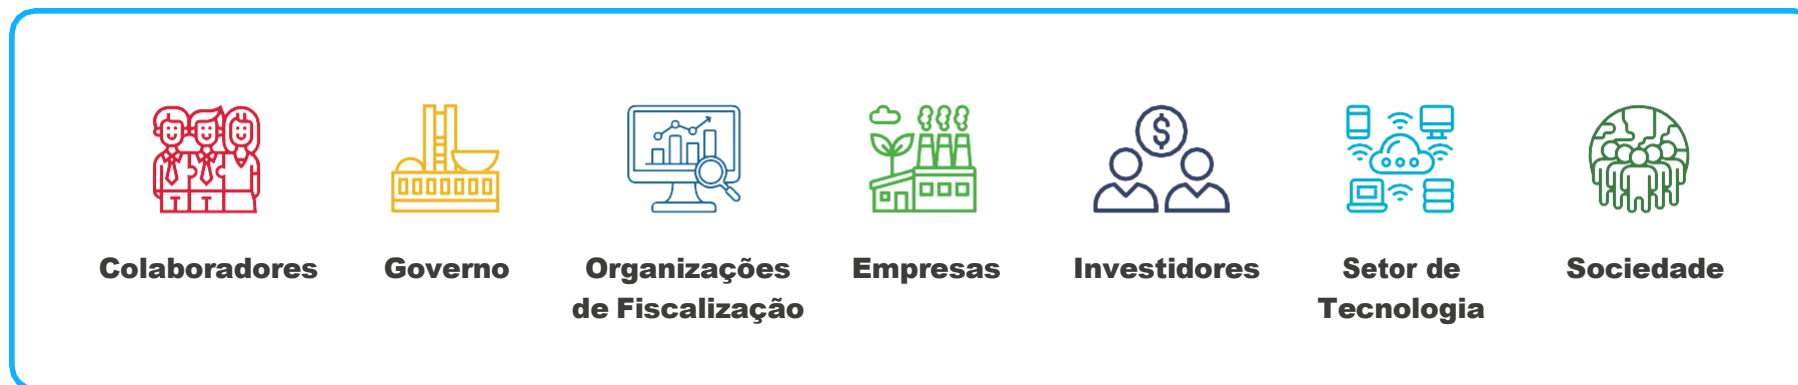 Colaboradores
Governo
Organizações
de Fiscalização
Empresas
$
Investidores
Setor de
Tecnologia
Sociedade